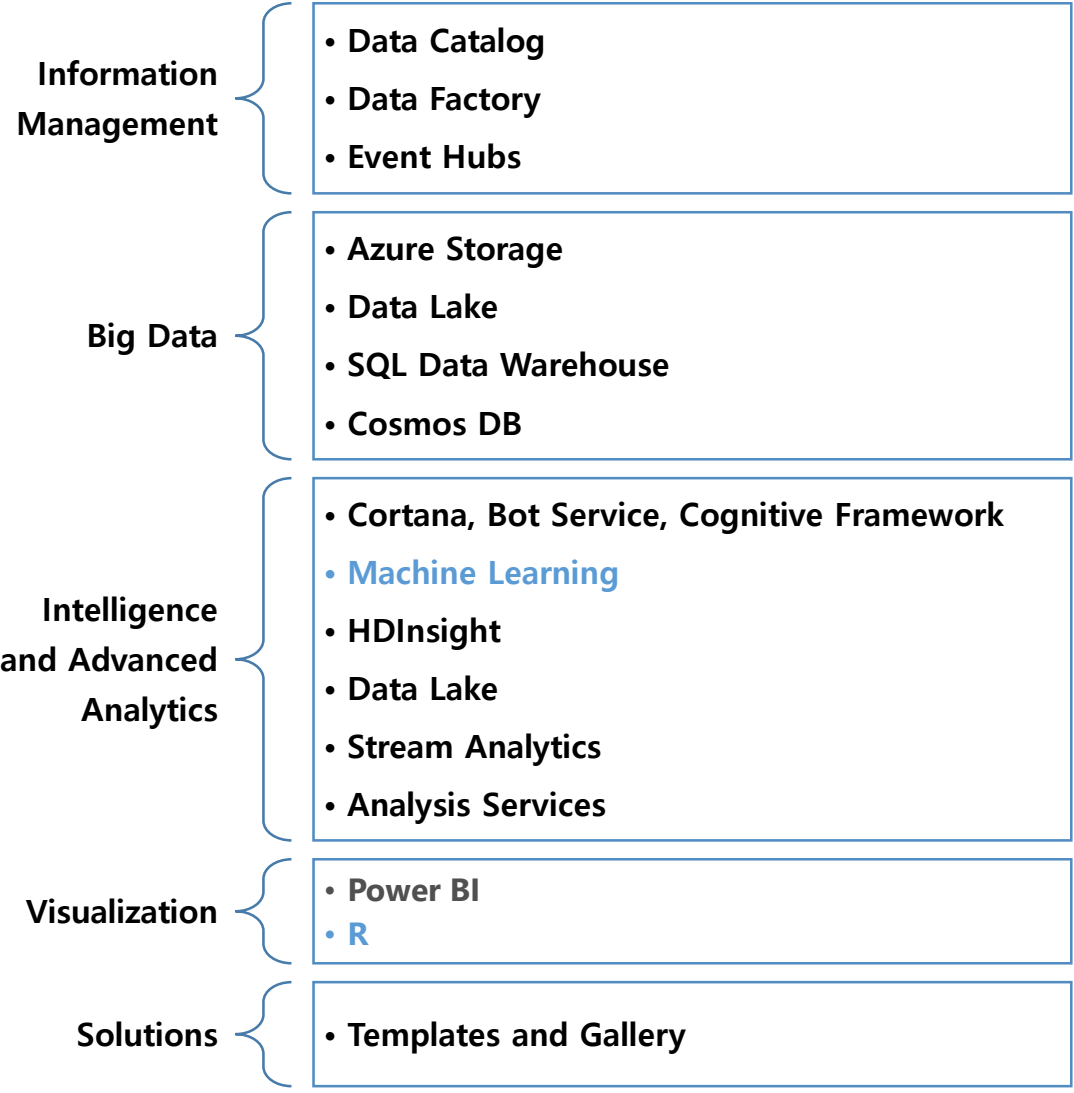 Information
Management
• Data Catalog
• Data Factory
• Event Hubs
Big Data
• Azure Storage
• Data Lake
• SQL Data Warehouse
• Cosmos DB
Intelligence
and Advanced
Analytics
• Cortana, Bot Service, Cognitive Framework
• Machine Learning
• HDInsight
• Data Lake
• Stream Analytics
• Analysis Services
Visualization
• Power BI
• R
Solutions
• Templates and Gallery